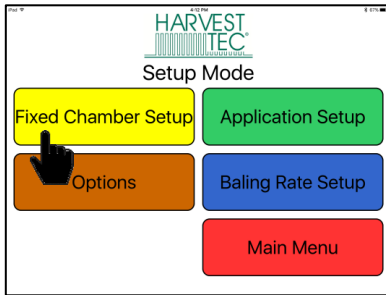 iPad
4:12 PM
67%
HARVEST
TEC
Setup Mode
Fixed Chamber Setup
Application Setup
Options
Baling Rate Setup
Main Menu